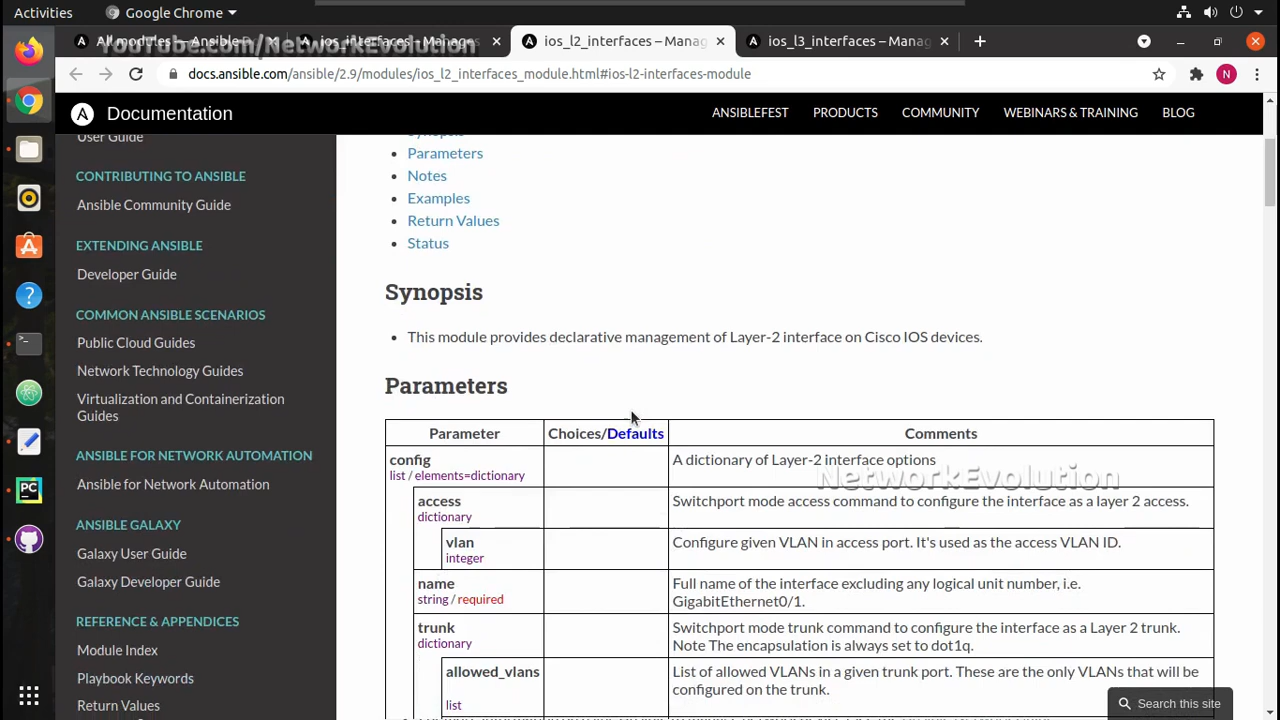 Activities
Google Chrome
All modules — Ansible D
ios_interfaces – Manages
ios_l2_interfaces – Manag
ios_l3_interfaces – Manag
Youtube.com/NetworkEvolution
docs.ansible.com/ansible/2.9/modules/ios_l2_interfaces_module.html#ios-l2-interfaces-module
N
A
Documentation
ANSIBLEFEST
PRODUCTS
COMMUNITY
WEBINARS & TRAINING
BLOG
User Guide
CONTRIBUTING TO ANSIBLE
Ansible Community Guide
EXTENDING ANSIBLE
Developer Guide
COMMON ANSIBLE SCENARIOS
Public Cloud Guides
Network Technology Guides
Virtualization and Containerization
Guides
ANSIBLE FOR NETWORK AUTOMATION
Ansible for Network Automation
ANSIBLE GALAXY
Galaxy User Guide
Galaxy Developer Guide
REFERENCE & APPENDICES
Module Index
Playbook Keywords
Return Values
Synopsis
Parameters
Notes
Examples
Return Values
Status
Synopsis
This module provides declarative management of Layer-2 interface on Cisco IOS devices.
Parameters
Parameter Choices/Defaults Comments
config
list / elements=dictionary
A dictionary of Layer-2 interface options
NetworkEvolution
access
dictionary
Switchport mode access command to configure the interface as a layer 2 access.
vlan
integer
Configure given VLAN in access port. It's used as the access VLAN ID.
name
string / required
Full name of the interface excluding any logical unit number, i.e.
GigabitEthernet0/1.
trunk
dictionary
Switchport mode trunk command to configure the interface as a Layer 2 trunk.
Note The encapsulation is always set to dot1q.
allowed_vlans
list
List of allowed VLANs in a given trunk port. These are the only VLANs that will be
configured on the trunk.
Search this site